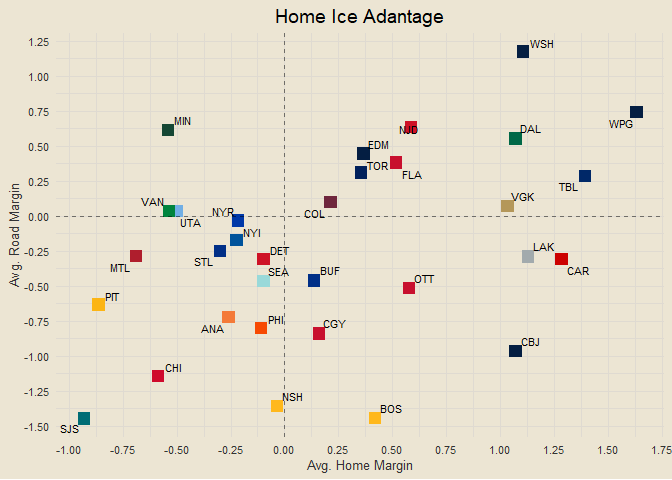 Home Ice Adantage
1.25
WSH
1.00
0.75
MIN
NJD
DAL
WPG
0.50
EDM
TOR
FLA
0.25
TBL
VAN
UTA
NYR
COL
VGK
0.00
NYI
STL
DET
LAK
CAR
-0.25
MTL
SEA
BUF
OTT
-0.50
PIT
ANA
PHI
CGY
-0.75
CBJ
-1.00
CHI
NSH
BOS
-1.25
SJS
-1.50
Avg. Road Margin
-1.00 -0.75 -0.50 -0.25 0.00 0.25 0.50 0.75 1.00 1.25 1.50 1.75
Avg. Home Margin